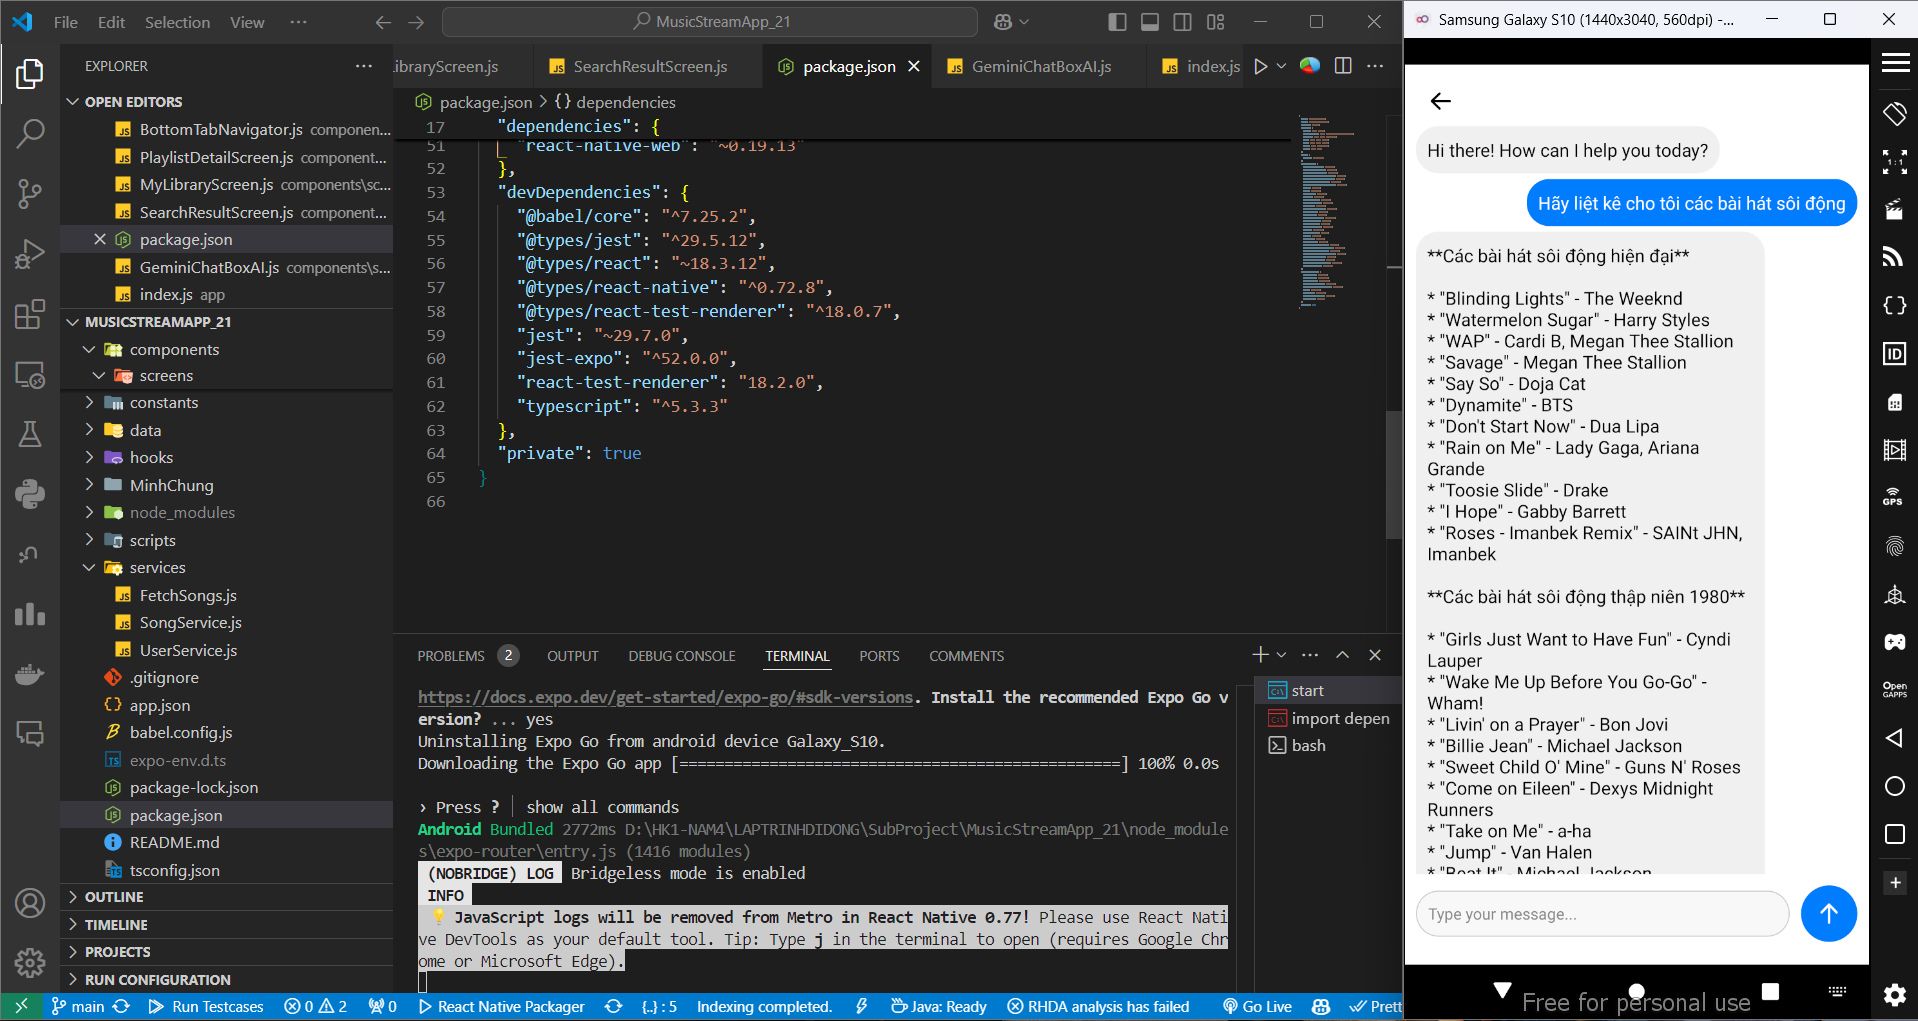 File Edit Selection View ··· MusicStreamApp_21
EXPLORER
OPEN EDITORS
BottomTabNavigator.js componen...
PlaylistDetailScreen.js component...
MyLibraryScreen.js components\sc...
SearchResultScreen.js component...
package.json
GeminiChatBoxAI.js components\s...
index.js app
MUSICSTREAMAPP_21
components
screens
constants
data
hooks
MinhChung
node_modules
scripts
services
FetchSongs.js
SongService.js
UserService.js
.gitignore
app.json
babel.config.js
expo-env.d.ts
package-lock.json
package.json
README.md
tsconfig.json
OUTLINE
TIMELINE
PROJECTS
RUN CONFIGURATION
ibraryScreen.js SearchResultScreen.js package.json GeminiChatBoxAI.js index.js
package.json > {} dependencies
17 "dependencies": {
51 "react-native-web": "~0.19.13"
52 },
53 "devDependencies": {
54 "@babel/core": "^7.25.2",
55 "@types/jest": "^29.5.12",
56 "@types/react": "~18.3.12",
57 "@types/react-native": "^0.72.8",
58 "@types/react-test-renderer": "^18.0.7",
59 "jest": "~29.7.0",
60 "jest-expo": "^52.0.0",
61 "react-test-renderer": "18.2.0",
62 "typescript": "^5.3.3"
63 },
64 "private": true
65 }
66
PROBLEMS 2 OUTPUT DEBUG CONSOLE TERMINAL PORTS COMMENTS
https://docs.expo.dev/get-started/expo-go/#sdk-versions. Install the recommended Expo Go v
ersion? ... yes
Uninstalling Expo Go from android device Galaxy_S10.
Downloading the Expo Go app [================================================] 100% 0.0s
› Press ? │ show all commands
Android Bundled 2772ms D:\HK1-NAM4\LAPTRINHDIDONG\SubProject\MusicStreamApp_21\node_module
s\expo-router\entry.js (1416 modules)
(NOBRIDGE) LOG Bridgeless mode is enabled
INFO
💡 JavaScript logs will be removed from Metro in React Native 0.77! Please use React Nati
ve DevTools as your default tool. Tip: Type j in the terminal to open (requires Google Chr
ome or Microsoft Edge).
start
import depen
bash
main Run Testcases 0 2 0 React Native Packager {..} : 5 Indexing completed. Java: Ready RHDA analysis has failed Go Live Prett
Samsung Galaxy S10 (1440x3040, 560dpi) -...
Hi there! How can I help you today?
Hãy liệt kê cho tôi các bài hát sôi động
**Các bài hát sôi động hiện đại**
* "Blinding Lights" - The Weeknd
* "Watermelon Sugar" - Harry Styles
* "WAP" - Cardi B, Megan Thee Stallion
* "Savage" - Megan Thee Stallion
* "Say So" - Doja Cat
* "Dynamite" - BTS
* "Don't Start Now" - Dua Lipa
* "Rain on Me" - Lady Gaga, Ariana
Grande
* "Toosie Slide" - Drake
* "I Hope" - Gabby Barrett
* "Roses - Imanbek Remix" - SAINt JHN,
Imanbek
**Các bài hát sôi động thập niên 1980**
* "Girls Just Want to Have Fun" - Cyndi
Lauper
* "Wake Me Up Before You Go-Go" -
Wham!
* "Livin' on a Prayer" - Bon Jovi
* "Billie Jean" - Michael Jackson
* "Sweet Child O' Mine" - Guns N' Roses
* "Come on Eileen" - Dexys Midnight
Runners
* "Take on Me" - a-ha
* "Jump" - Van Halen
* "Beat It" - Michael Jackson
Type your message...
Free for personal use
1:1
ID
GPS
Open
GAPPS